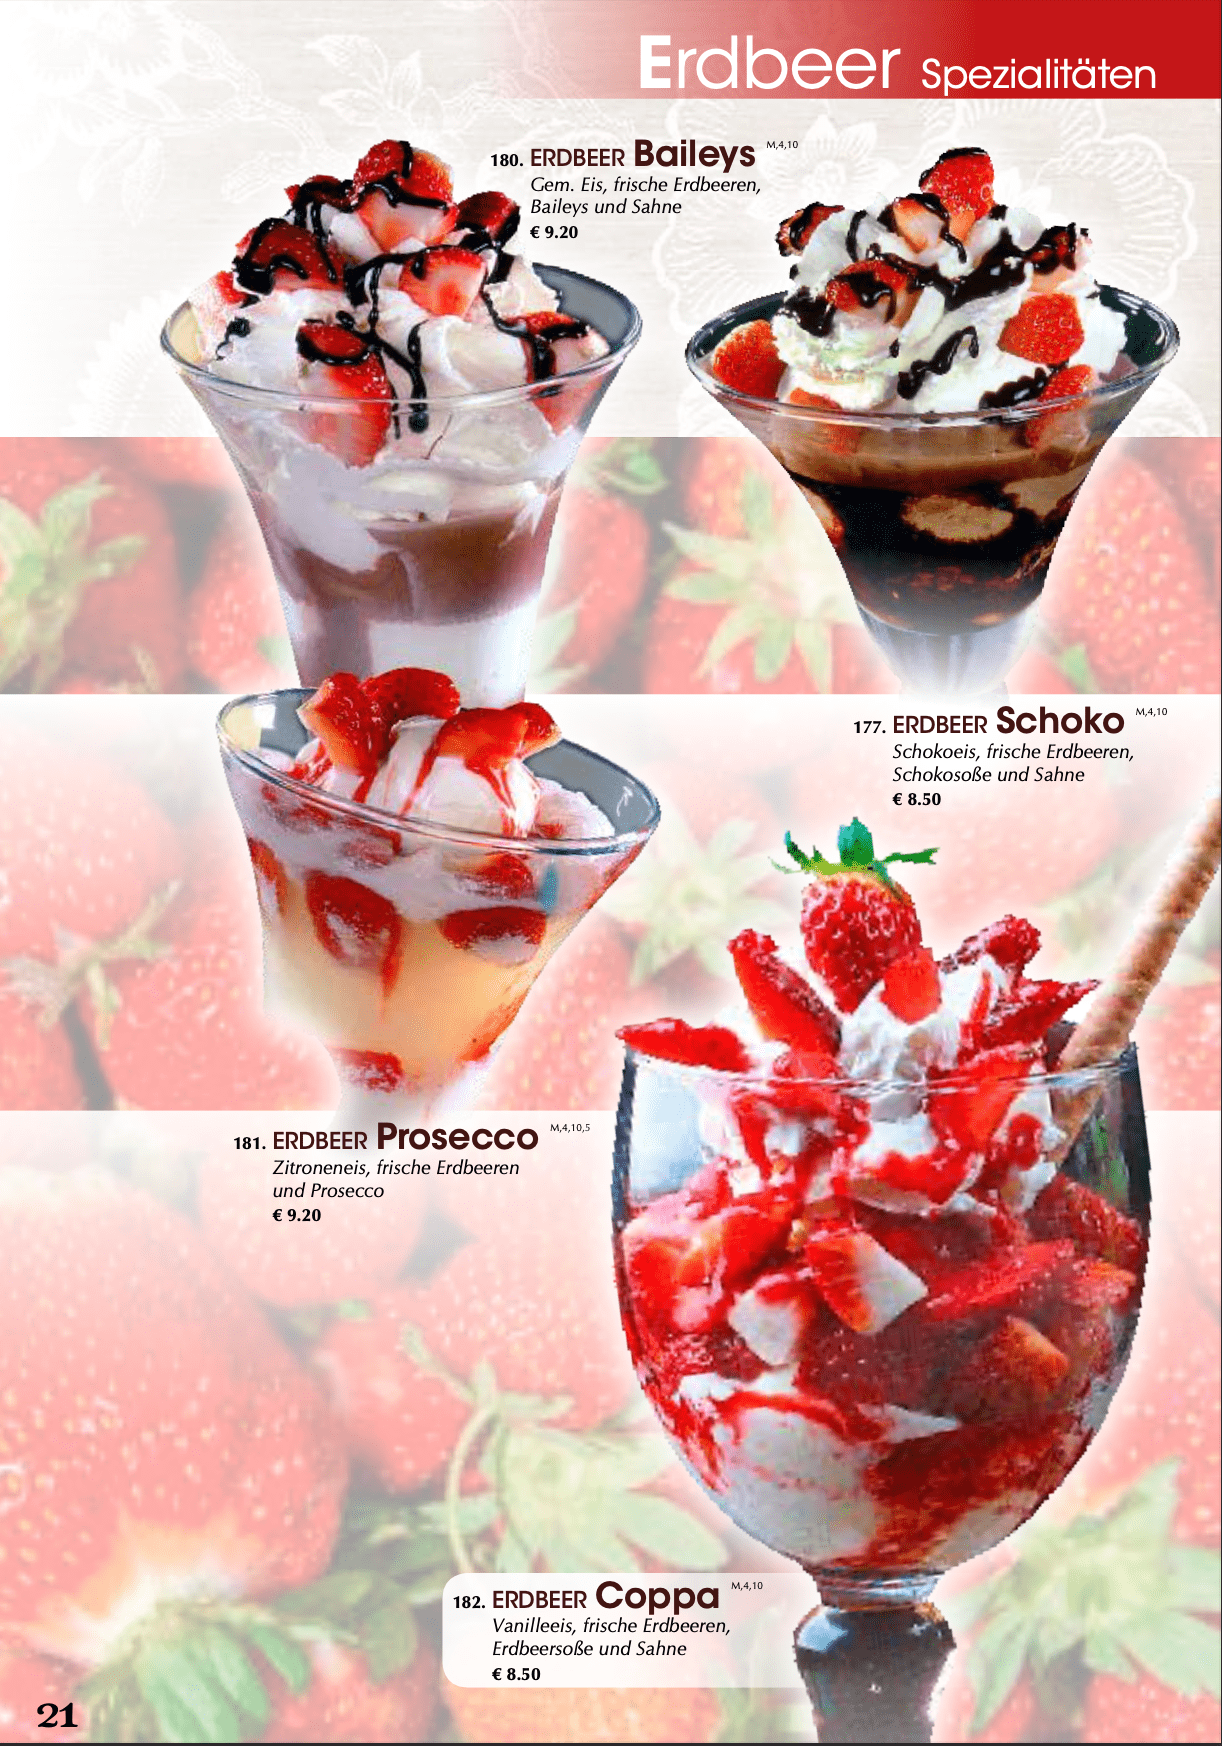 Erdbeer Spezialitäten
180. ERDBEER Baileys M,4,10
Gem. Eis, frische Erdbeeren,
Baileys und Sahne
€ 9.20
177. ERDBEER Schoko M,4,10
Schokoeis, frische Erdbeeren,
Schokosoße und Sahne
€ 8.50
181. ERDBEER Prosecco M,4,10,5
Zitroneneis, frische Erdbeeren
und Prosecco
€ 9.20
182. ERDBEER Coppa M,4,10
Vanilleeis, frische Erdbeeren,
Erdbeersoße und Sahne
€ 8.50
21